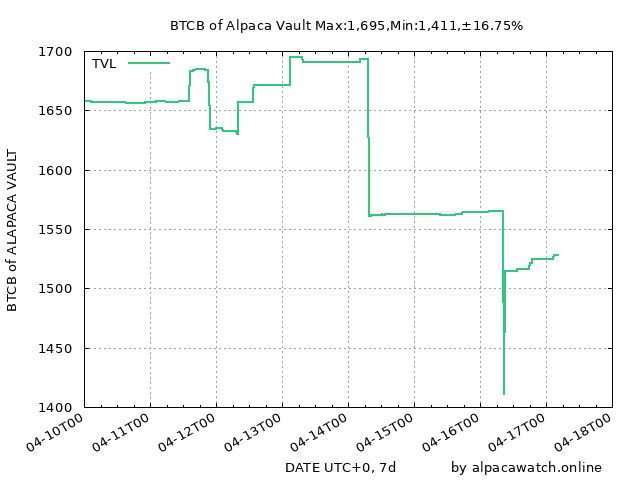 BTCB of Alpaca Vault Max:1,695,Min:1,411,±16.75%
TVL
1700
1650
1600
1550
1500
1450
1400
BTCB of ALAPACA VAULT
04-10T00
04-11T00
04-12T00
04-13T00
04-14T00
04-15T00
04-16T00
04-17T00
04-18T00
DATE UTC+0, 7d
by alpacawatch.online